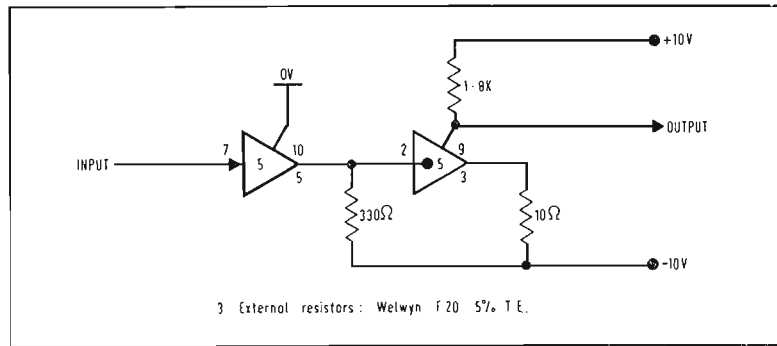 +10V
0V
1·8K
OUTPUT
INPUT 7 5 10 5 2 5 9 3
330Ω 10Ω
-10V
3 External resistors: Welwyn F20 5% T.E.